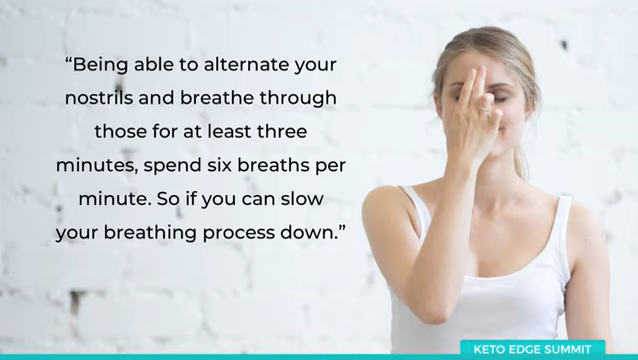 “Being able to alternate your
nostrils and breathe through
those for at least three
minutes, spend six breaths per
minute. So if you can slow
your breathing process down.”
KETO EDGE SUMMIT